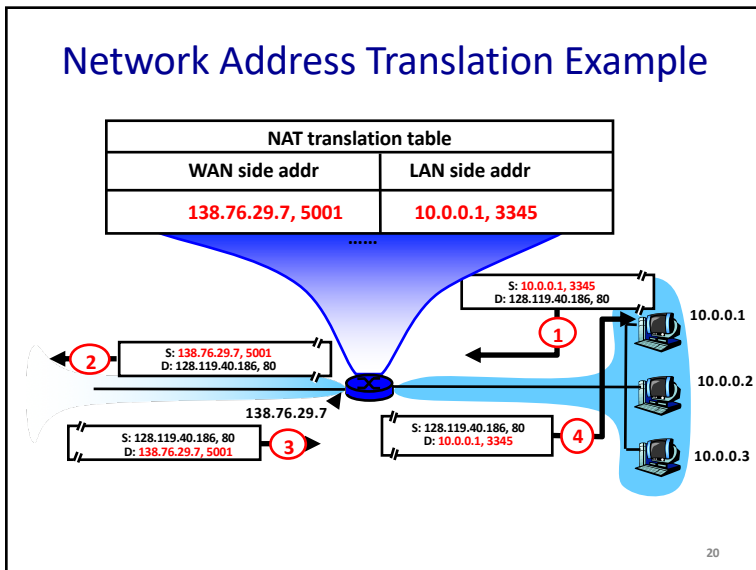 Network Address Translation Example
NAT translation table
WAN side addr LAN side addr
138.76.29.7, 5001 10.0.0.1, 3345
......
S: 10.0.0.1, 3345
D: 128.119.40.186, 80
10.0.0.1
1
2
S: 138.76.29.7, 5001
D: 128.119.40.186, 80
10.0.0.2
138.76.29.7
S: 128.119.40.186, 80
D: 138.76.29.7, 5001
3
S: 128.119.40.186, 80
D: 10.0.0.1, 3345
4
10.0.0.3
20